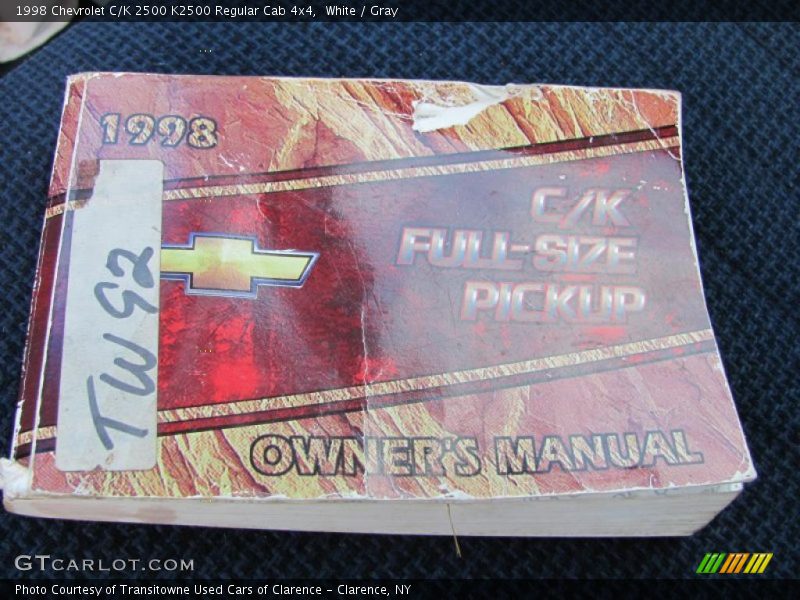 1998 Chevrolet C/K 2500 K2500 Regular Cab 4x4, White / Gray
1998
C/K
FULL-SIZE
PICKUP
TW92
OWNER'S MANUAL
GTCARLOT.COM
Photo Courtesy of Transitowne Used Cars of Clarence – Clarence, NY